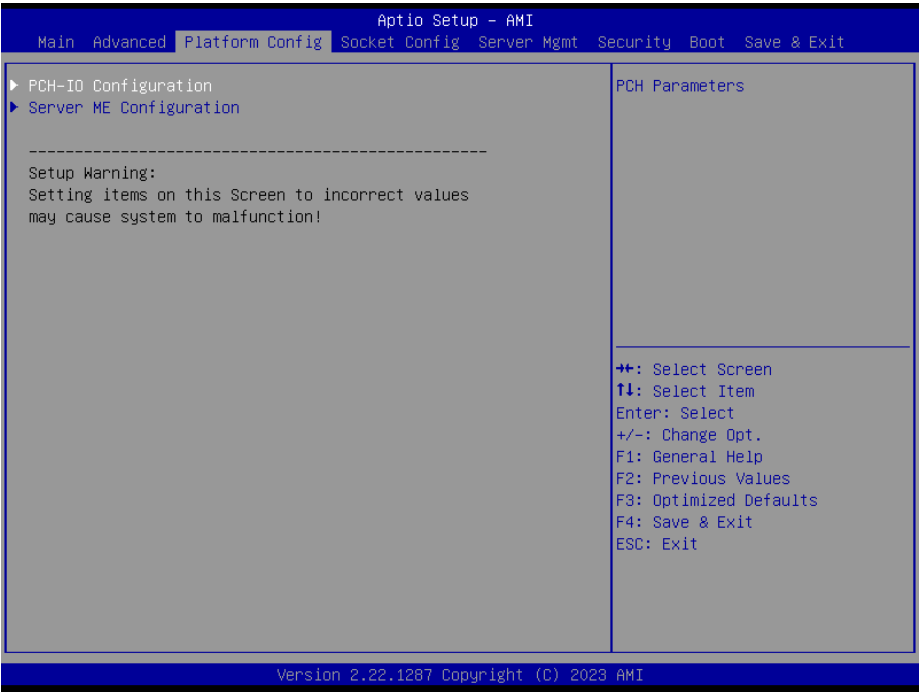 Aptio Setup – AMI
Main Advanced Platform Config Socket Config Server Mgmt Security Boot Save & Exit
▶ PCH-IO Configuration
▶ Server ME Configuration
--------------------------------------------------
Setup Warning:
Setting items on this Screen to incorrect values
may cause system to malfunction!
PCH Parameters
→←: Select Screen
↑↓: Select Item
Enter: Select
+/-: Change Opt.
F1: General Help
F2: Previous Values
F3: Optimized Defaults
F4: Save & Exit
ESC: Exit
Version 2.22.1287 Copyright (C) 2023 AMI